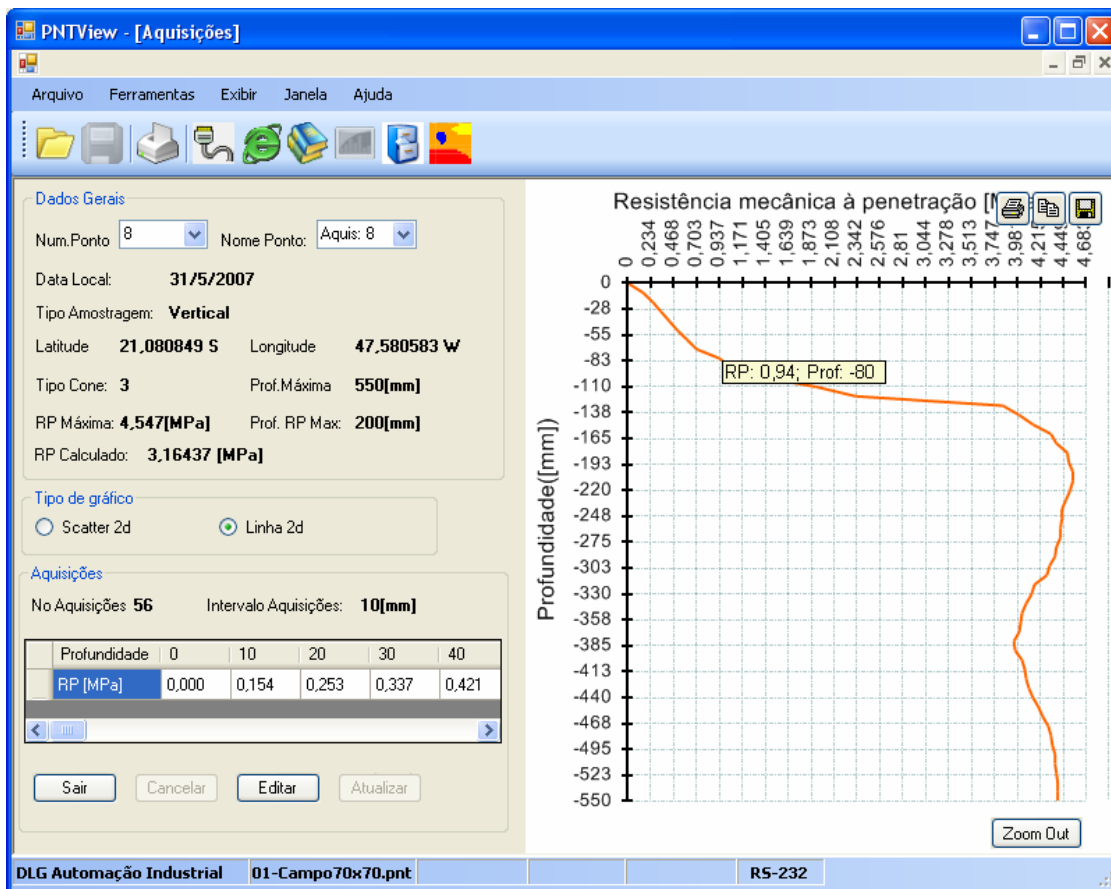 PNTView - [Aquisições]
Arquivo Ferramentas Exibir Janela Ajuda
Dados Gerais
Num.Ponto 8 Nome Ponto: Aquis: 8
Data Local: 31/5/2007
Tipo Amostragem: Vertical
Latitude 21,080849 S Longitude 47,580583 W
Tipo Cone: 3 Prof.Máxima 550[mm]
RP Máxima: 4,547[MPa] Prof. RP Max: 200[mm]
RP Calculado: 3,16437 [MPa]
Tipo de gráfico
Scatter 2d Linha 2d
Aquisições
No Aquisições 56 Intervalo Aquisições: 10[mm]
Profundidade 0 10 20 30 40
RP [MPa] 0,000 0,154 0,253 0,337 0,421
Sair Cancelar Editar Atualizar
Resistência mecânica à penetração
0 0,234 0,468 0,703 0,937 1,171 1,405 1,639 1,873 2,108 2,342 2,576 2,81 3,044 3,278 3,513 3,747 3,981 4,215 4,449 4,683
Profundidade([mm])
0
-28
-55
-83
RP: 0,94; Prof: -80
-110
-138
-165
-193
-220
-248
-275
-303
-330
-358
-385
-413
-440
-468
-495
-523
-550
Zoom Out
DLG Automação Industrial 01-Campo70x70.pnt RS-232